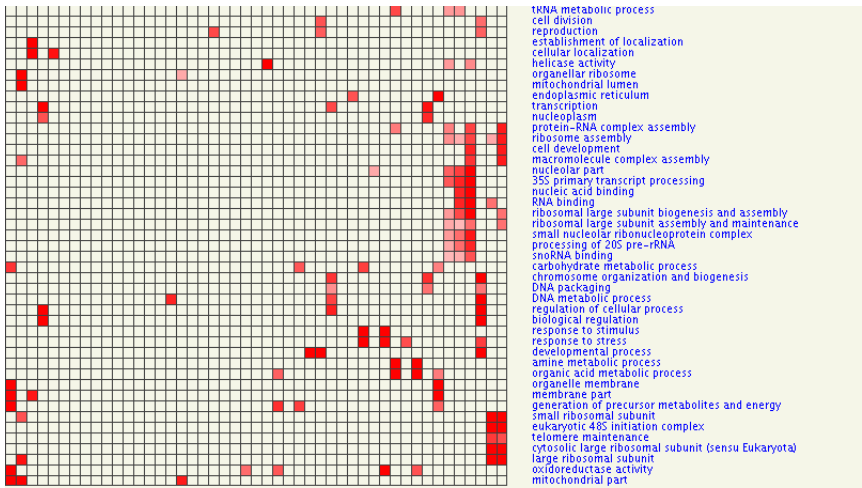 tRNA metabolic process
cell division
reproduction
establishment of localization
cellular localization
helicase activity
organellar ribosome
mitochondrial lumen
endoplasmic reticulum
transcription
nucleoplasm
protein-RNA complex assembly
ribosome assembly
cell development
macromolecule complex assembly
nucleolar part
35S primary transcript processing
nucleic acid binding
RNA binding
ribosomal large subunit biogenesis and assembly
ribosomal large subunit assembly and maintenance
small nucleolar ribonucleoprotein complex
processing of 20S pre-rRNA
snoRNA binding
carbohydrate metabolic process
chromosome organization and biogenesis
DNA packaging
DNA metabolic process
regulation of cellular process
biological regulation
response to stimulus
response to stress
developmental process
amine metabolic process
organic acid metabolic process
organelle membrane
membrane part
generation of precursor metabolites and energy
small ribosomal subunit
eukaryotic 48S initiation complex
telomere maintenance
cytosolic large ribosomal subunit (sensu Eukaryota)
large ribosomal subunit
oxidoreductase activity
mitochondrial part